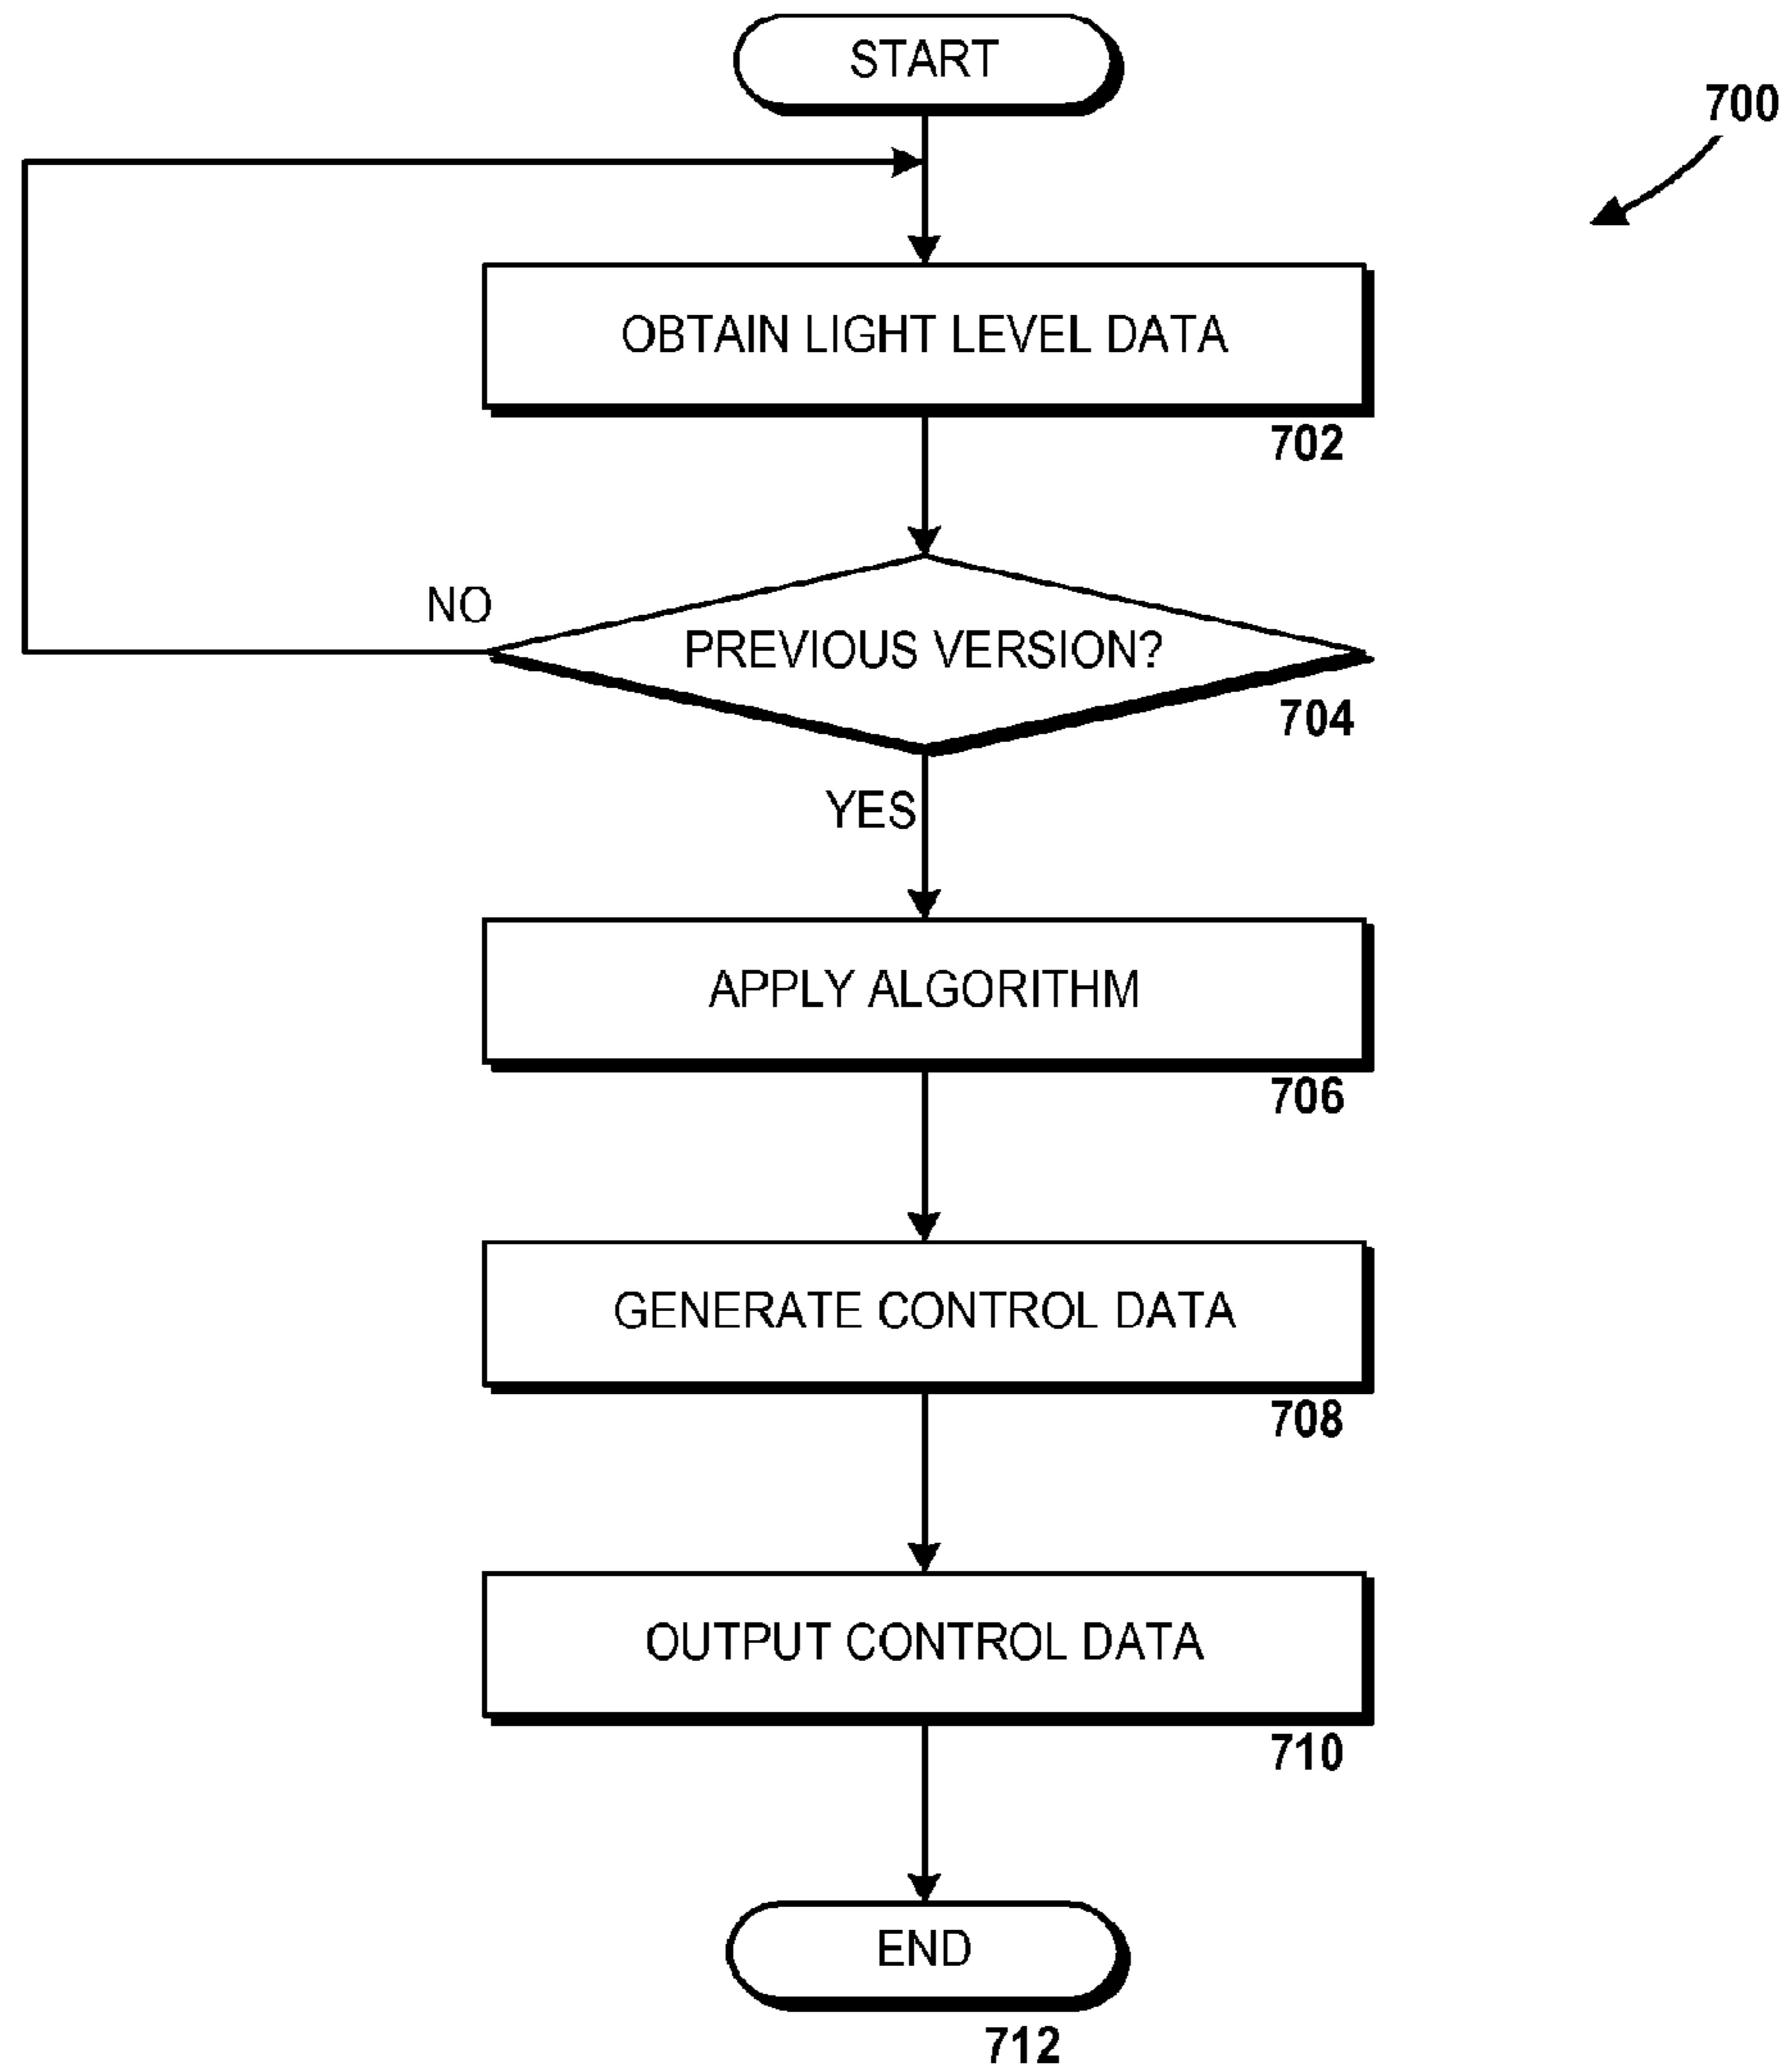 START
700
OBTAIN LIGHT LEVEL DATA
702
NO
PREVIOUS VERSION?
704
YES
APPLY ALGORITHM
706
GENERATE CONTROL DATA
708
OUTPUT CONTROL DATA
710
END
712